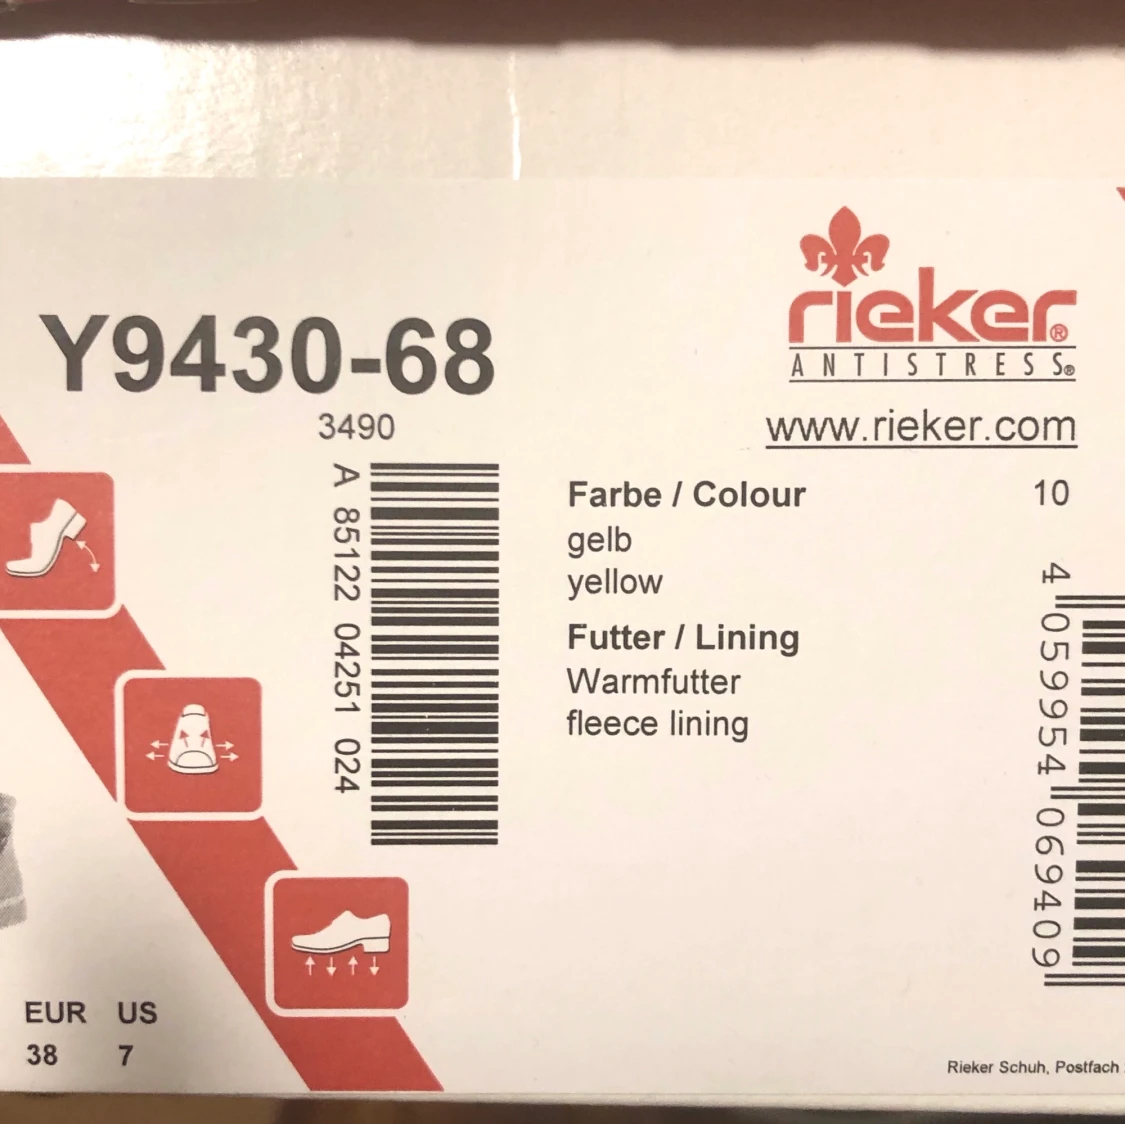 rieker®
ANTISTRESS®
www.rieker.com
Y9430-68
3490
A 85122 04251 024
Farbe / Colour
gelb
yellow
Futter / Lining
Warmfutter
fleece lining
10
4 059954 069409
EUR US
38 7
Rieker Schuh, Postfach